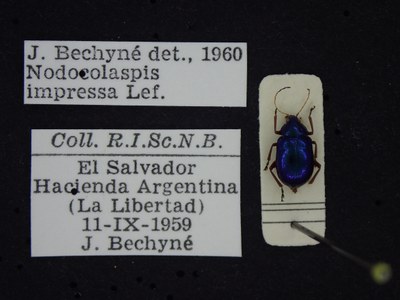 J. Bechyné det., 1960
Nodocolaspis
impressa Lef.
Coll. R.I.Sc.N.B.
El Salvador
Hacienda Argentina
(La Libertad)
11-IX-1959
J. Bechyné